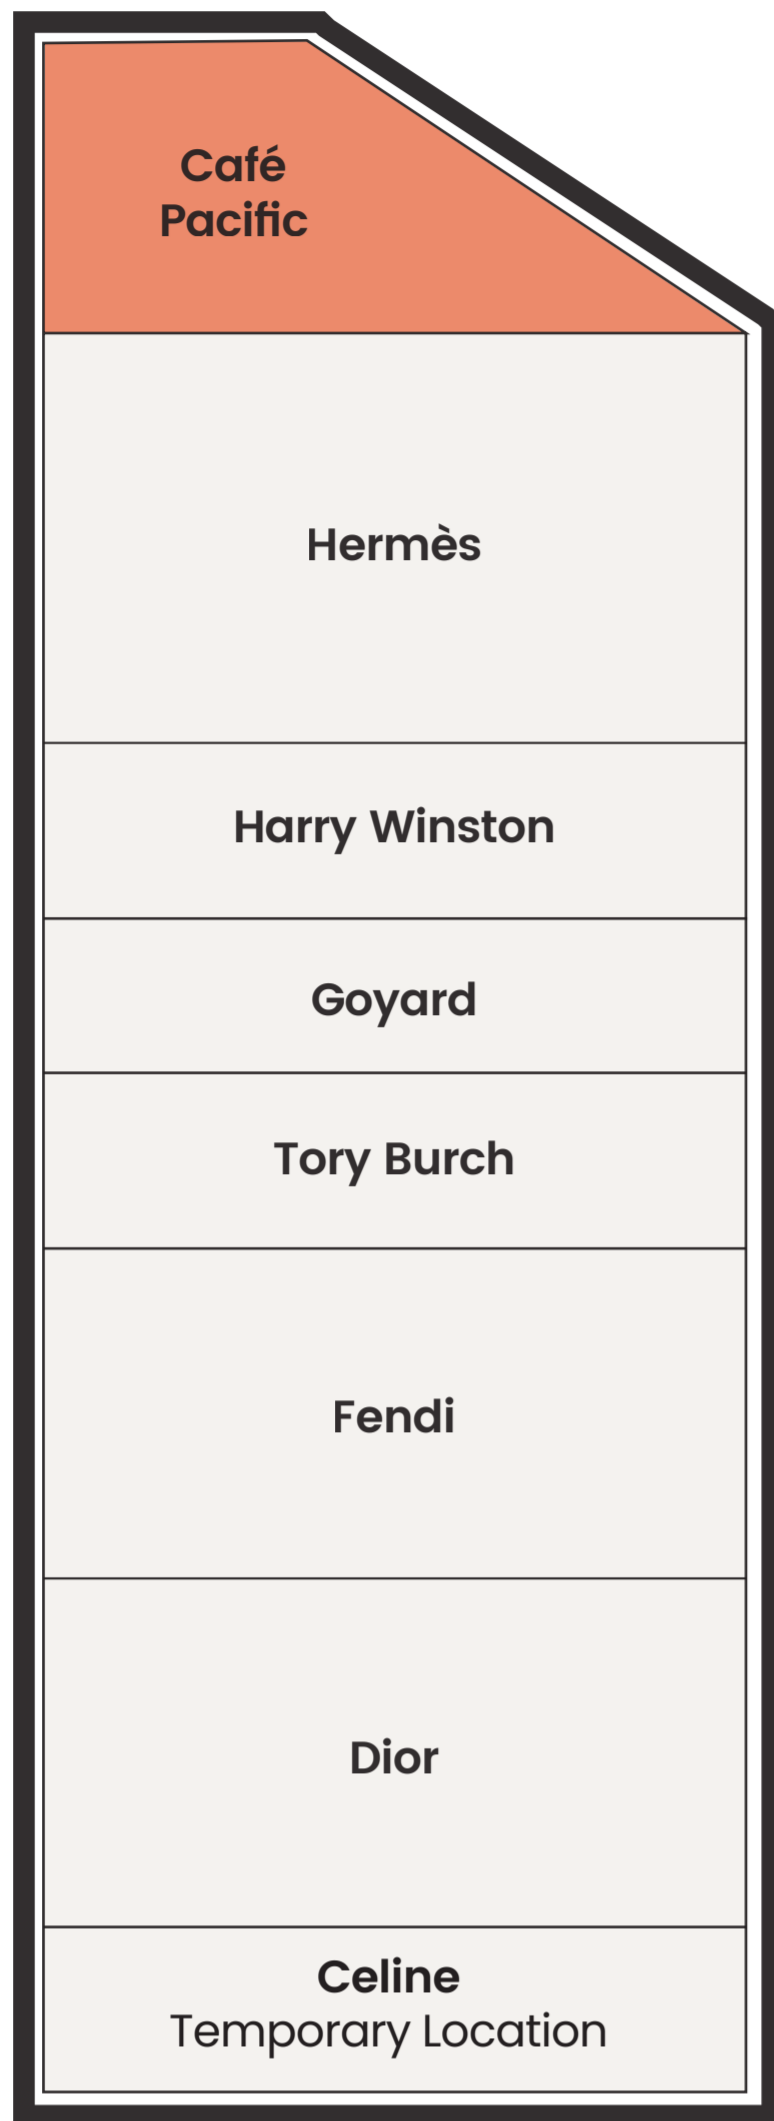 Café
Pacific
Hermès
Harry Winston
Goyard
Tory Burch
Fendi
Dior
Celine
Temporary Location